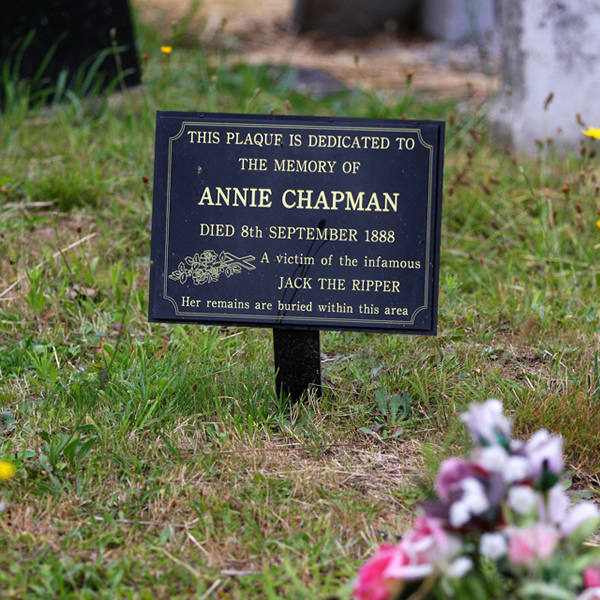 THIS PLAQUE IS DEDICATED TO
THE MEMORY OF
ANNIE CHAPMAN
DIED 8th SEPTEMBER 1888
A victim of the infamous
JACK THE RIPPER
Her remains are buried within this area